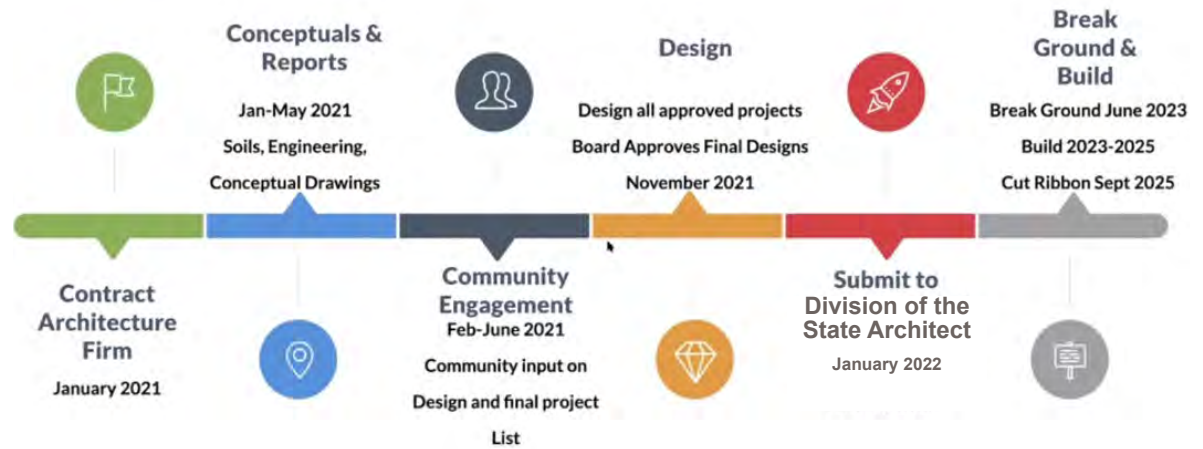 Contract
Architecture
Firm
January 2021
Conceptuals &
Reports
Jan-May 2021
Soils, Engineering,
Conceptual Drawings
Community
Engagement
Feb-June 2021
Community input on
Design and final project
List
Design
Design all approved projects
Board Approves Final Designs
November 2021
Submit to
Division of the
State Architect
January 2022
Break
Ground &
Build
Break Ground June 2023
Build 2023-2025
Cut Ribbon Sept 2025